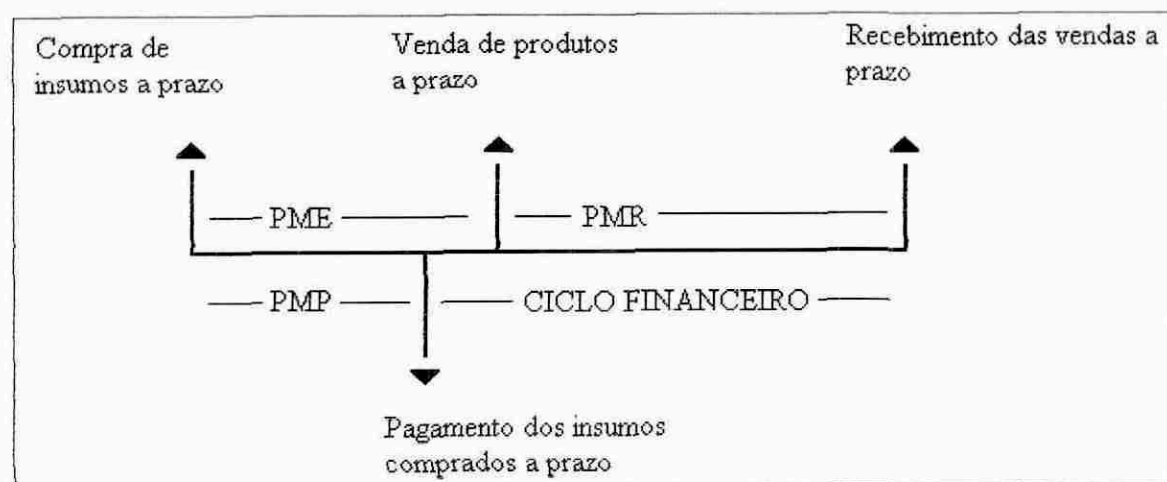 Compra de
insumos a prazo
Venda de produtos
a prazo
Recebimento das vendas a
prazo
PME
PMR
PMP
CICLO FINANCEIRO
Pagamento dos insumos
comprados a prazo